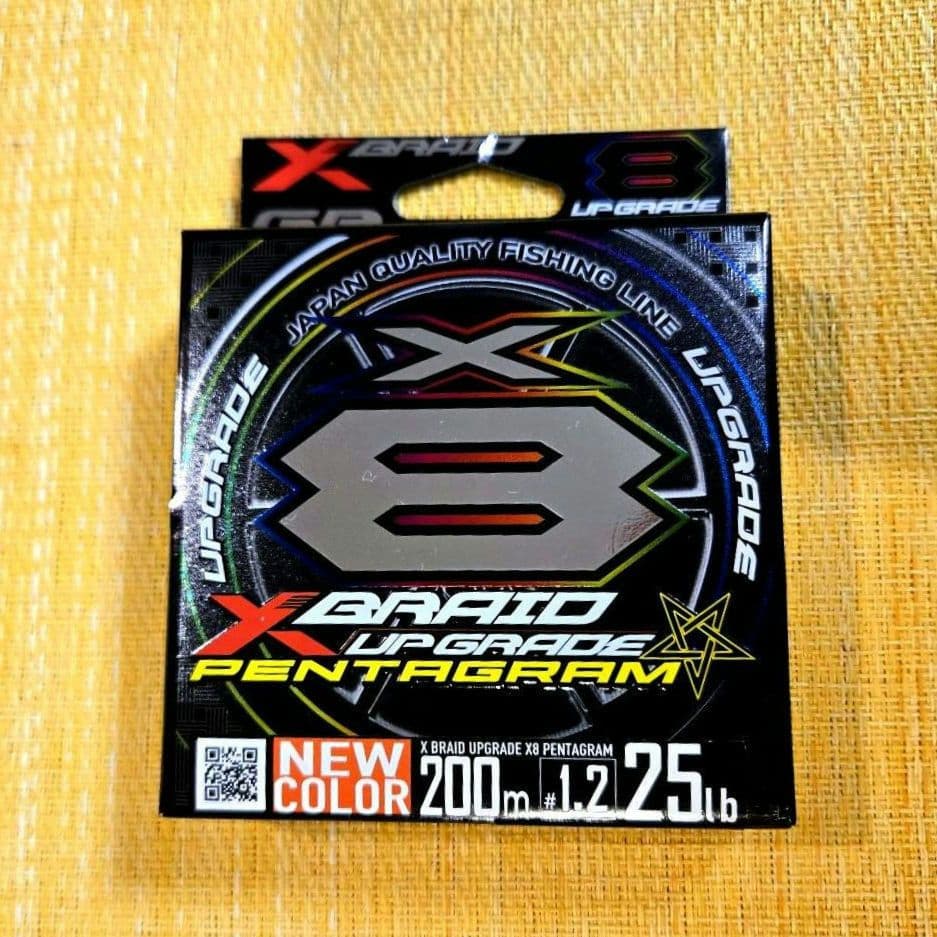 X BRAID
8
UPGRADE
JAPAN QUALITY FISHING LINE
UPGRADE
UPGRADE
X
8
X BRAID
UPGRADE
PENTAGRAM
NEW
COLOR
X BRAID UPGRADE X8 PENTAGRAM
200m #1.2 25lb